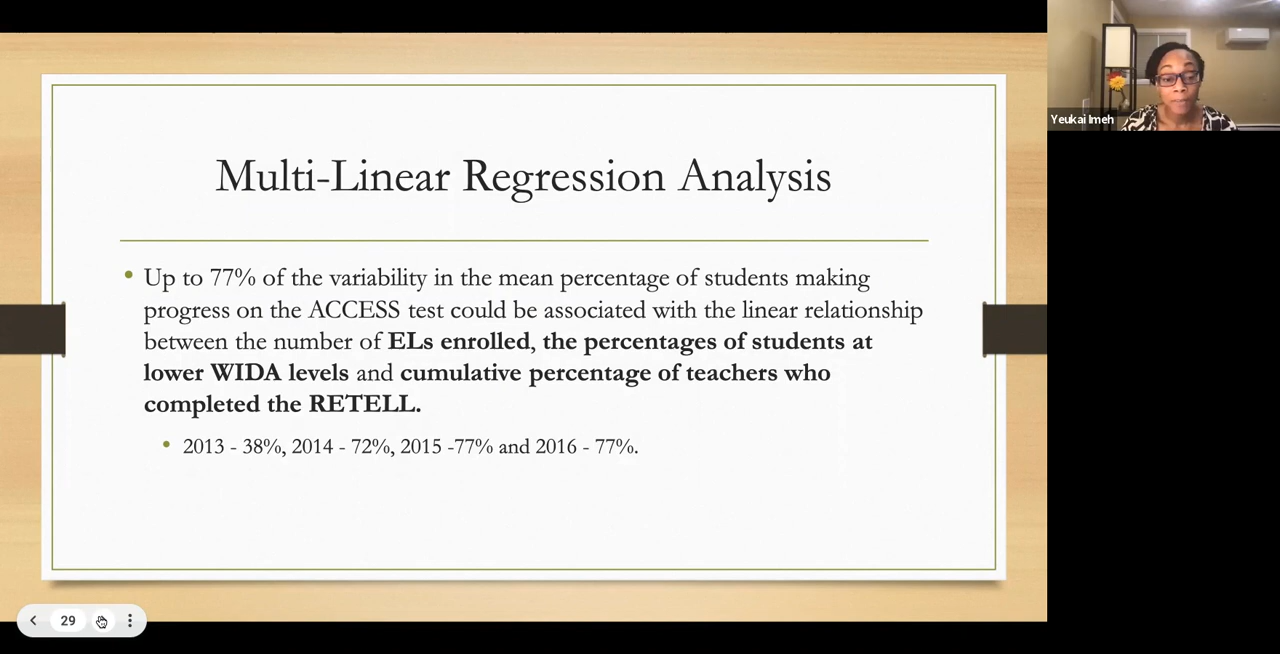 Multi-Linear Regression Analysis
• Up to 77% of the variability in the mean percentage of students making
progress on the ACCESS test could be associated with the linear relationship
between the number of ELs enrolled, the percentages of students at
lower WIDA levels and cumulative percentage of teachers who
completed the RETELL.
• 2013 - 38%, 2014 - 72%, 2015 -77% and 2016 - 77%.
Yeukai Imeh
29